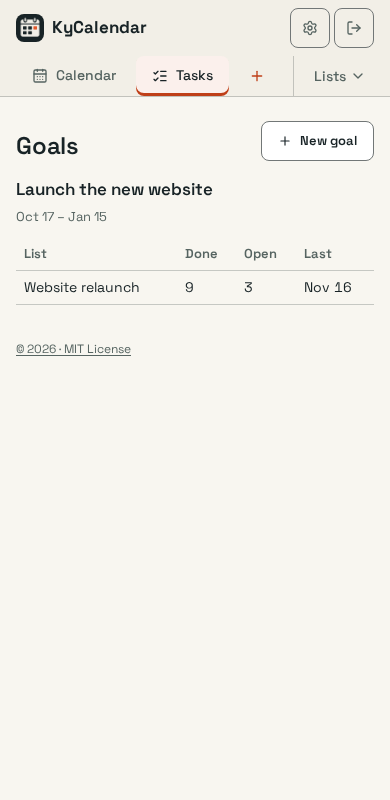 KyCalendar
Calendar
Tasks
Lists
Goals
New goal
Launch the new website
Oct 17 – Jan 15
List Done Open Last
Website relaunch 9 3 Nov 16
© 2026 · MIT License